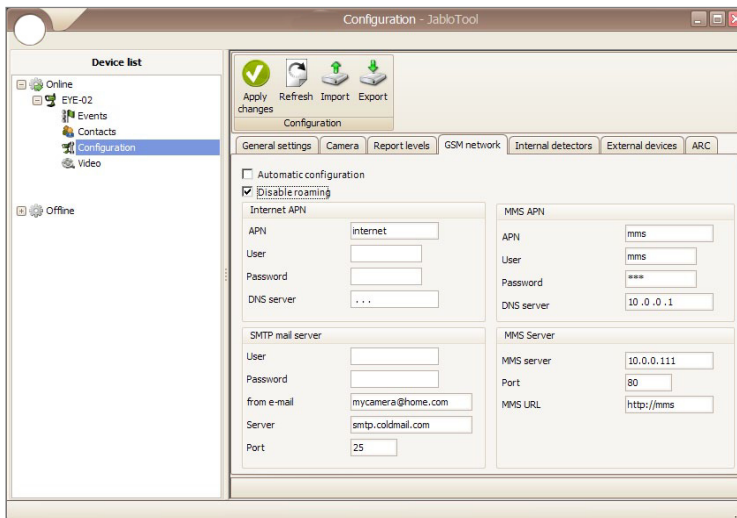 Configuration - JabloTool
Device list
Online
EYE-02
Events
Contacts
Configuration
Video
Offline
Apply changes
Refresh
Import
Export
Configuration
General settings
Camera
Report levels
GSM network
Internal detectors
External devices
ARC
Automatic configuration
Disable roaming
Internet APN
APN internet
User
Password
DNS server . . .
MMS APN
APN mms
User mms
Password ***
DNS server 10 .0 .0 .1
SMTP mail server
User
Password
from e-mail mycamera@home.com
Server smtp.coldmail.com
Port 25
MMS Server
MMS server 10.0.0.111
Port 80
MMS URL http://mms